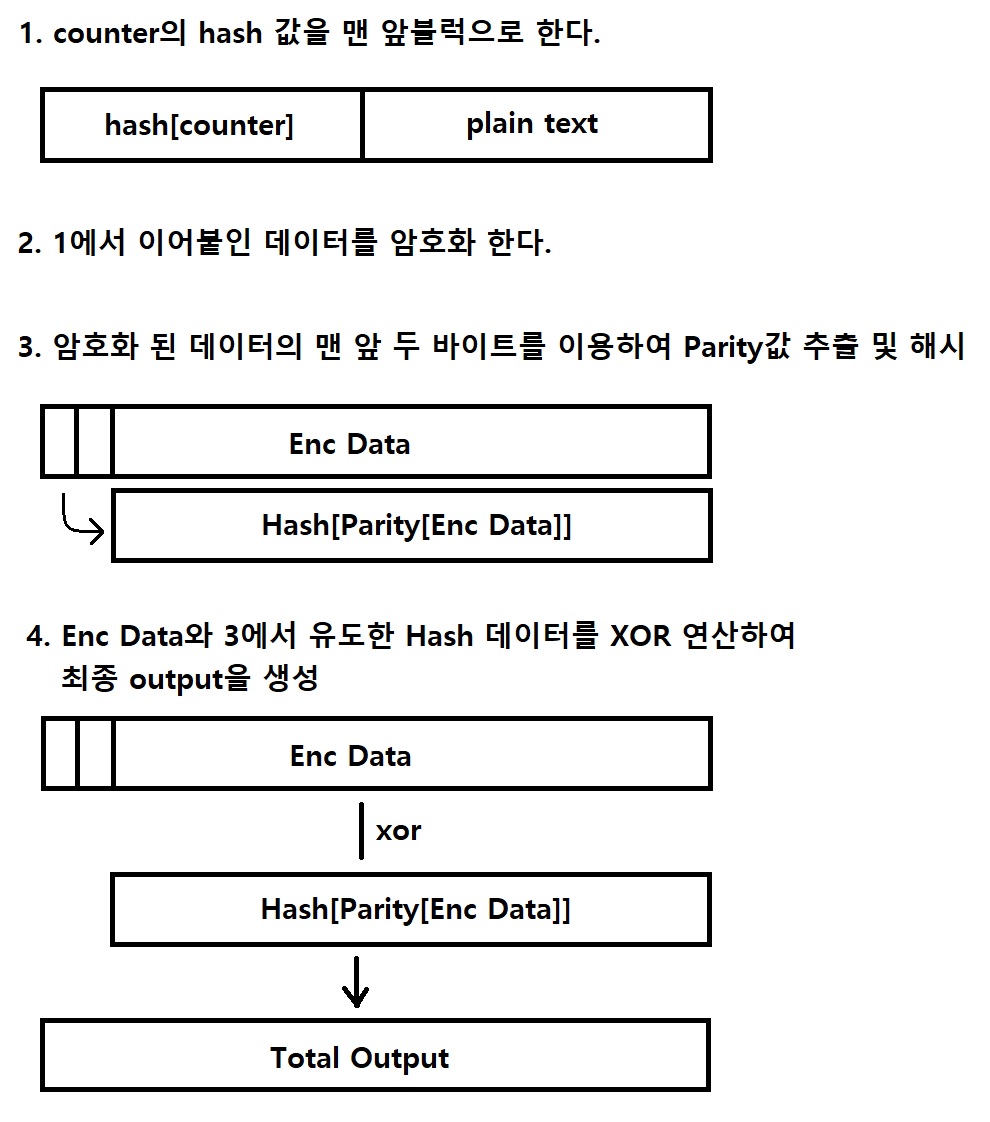 1. counter의 hash 값을 맨 앞블럭으로 한다.
hash[counter]
plain text
2. 1에서 이어붙인 데이터를 암호화 한다.
3. 암호화 된 데이터의 맨 앞 두 바이트를 이용하여 Parity값 추출 및 해시
Enc Data
Hash[Parity[Enc Data]]
4. Enc Data와 3에서 유도한 Hash 데이터를 XOR 연산하여
최종 output을 생성
Enc Data
xor
Hash[Parity[Enc Data]]
Total Output